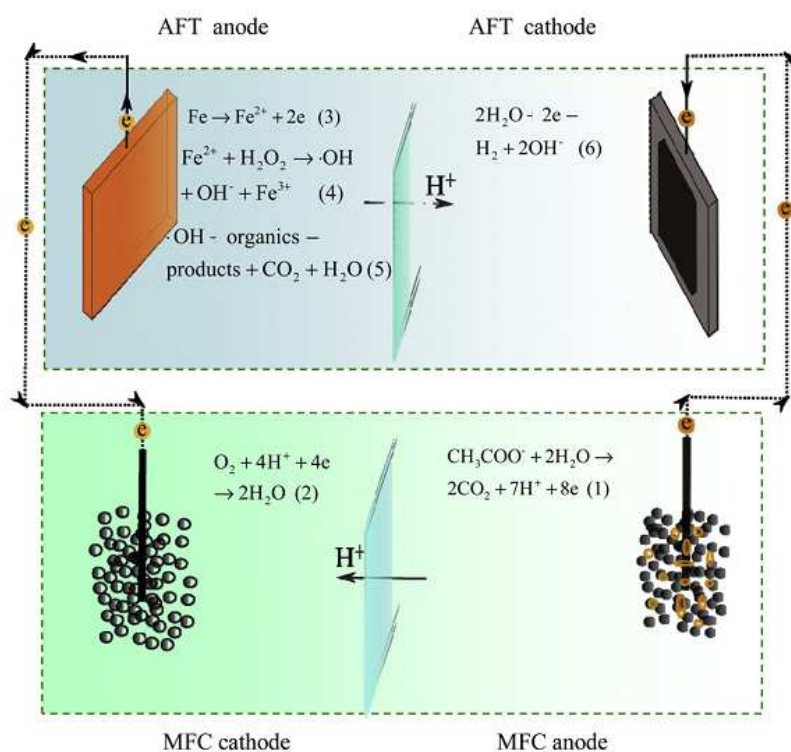 AFT anode
AFT cathode
e
e
Fe → Fe²⁺ + 2e (3)
Fe²⁺ + H₂O₂ → ·OH
+ OH⁻ + Fe³⁺ (4)
·OH - organics –
products + CO₂ + H₂O (5)
2H₂O - 2e –
H₂ + 2OH⁻ (6)
H⁺
e
e
e
e
O₂ + 4H⁺ + 4e
→ 2H₂O (2)
CH₃COO⁻ + 2H₂O →
2CO₂ + 7H⁺ + 8e (1)
H⁺
MFC cathode
MFC anode